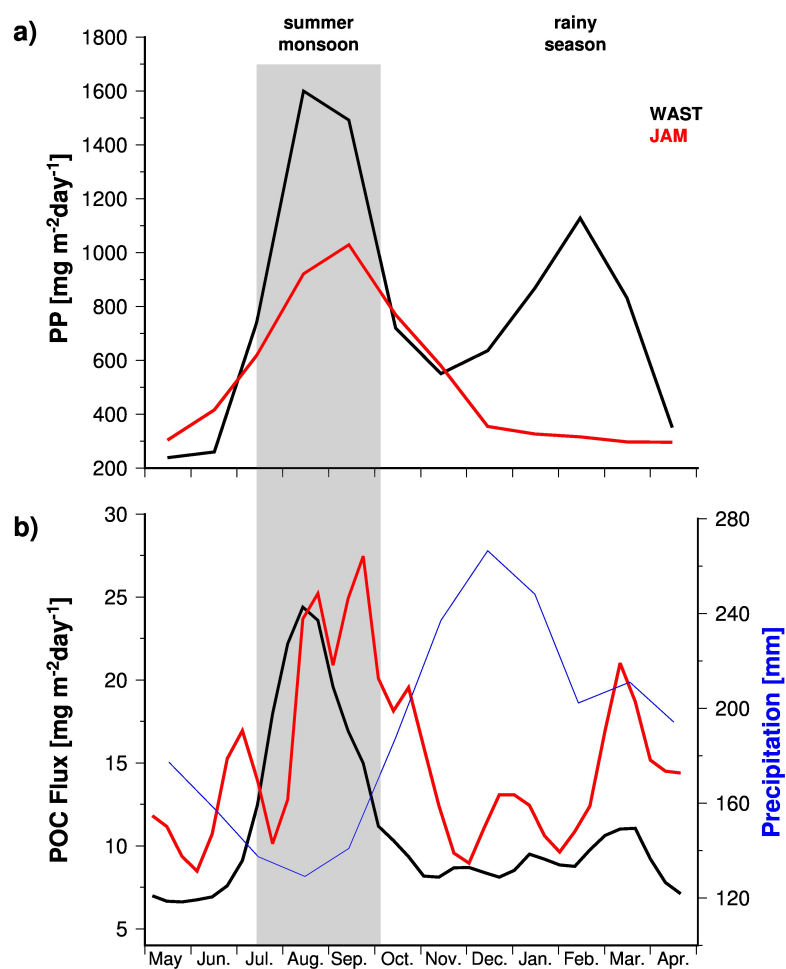 a)
summer
monsoon
rainy
season
WAST
JAM
PP [mg m⁻²day⁻¹]
1800
1600
1400
1200
1000
800
600
400
200
b)
POC Flux [mg m⁻²day⁻¹]
30
25
20
15
10
5
280
240
200
160
120
Precipitation [mm]
May Jun. Jul. Aug. Sep. Oct. Nov. Dec. Jan. Feb. Mar. Apr.